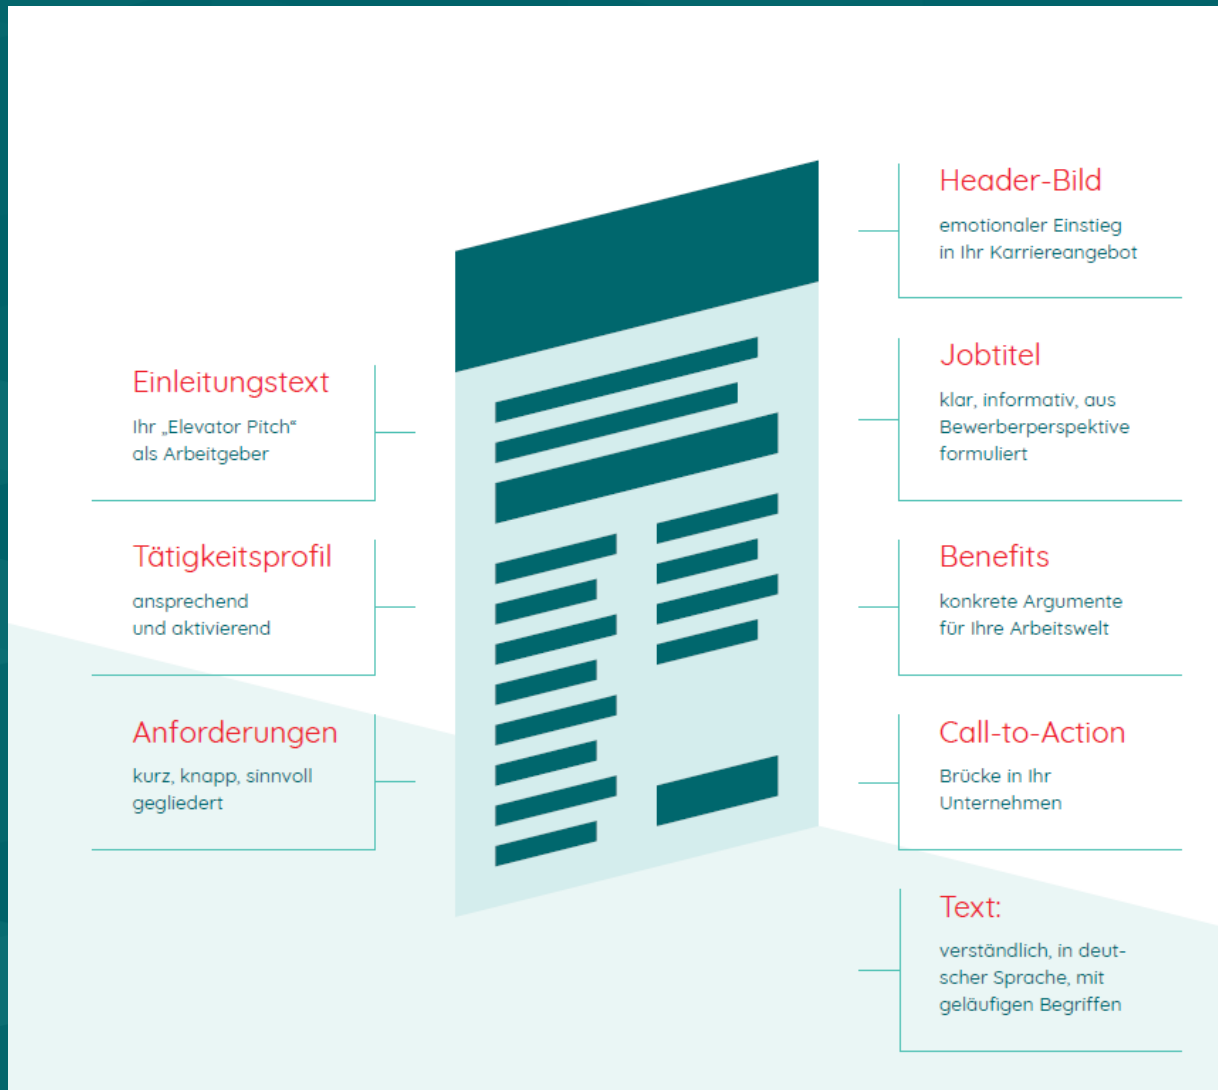 Header-Bild
emotionaler Einstieg
in Ihr Karriereangebot
Einleitungstext
Ihr „Elevator Pitch“
als Arbeitgeber
Jobtitel
klar, informativ, aus
Bewerberperspektive
formuliert
Tätigkeitsprofil
ansprechend
und aktivierend
Benefits
konkrete Argumente
für Ihre Arbeitswelt
Anforderungen
kurz, knapp, sinnvoll
gegliedert
Call-to-Action
Brücke in Ihr
Unternehmen
Text:
verständlich, in deut-
scher Sprache, mit
geläufigen Begriffen